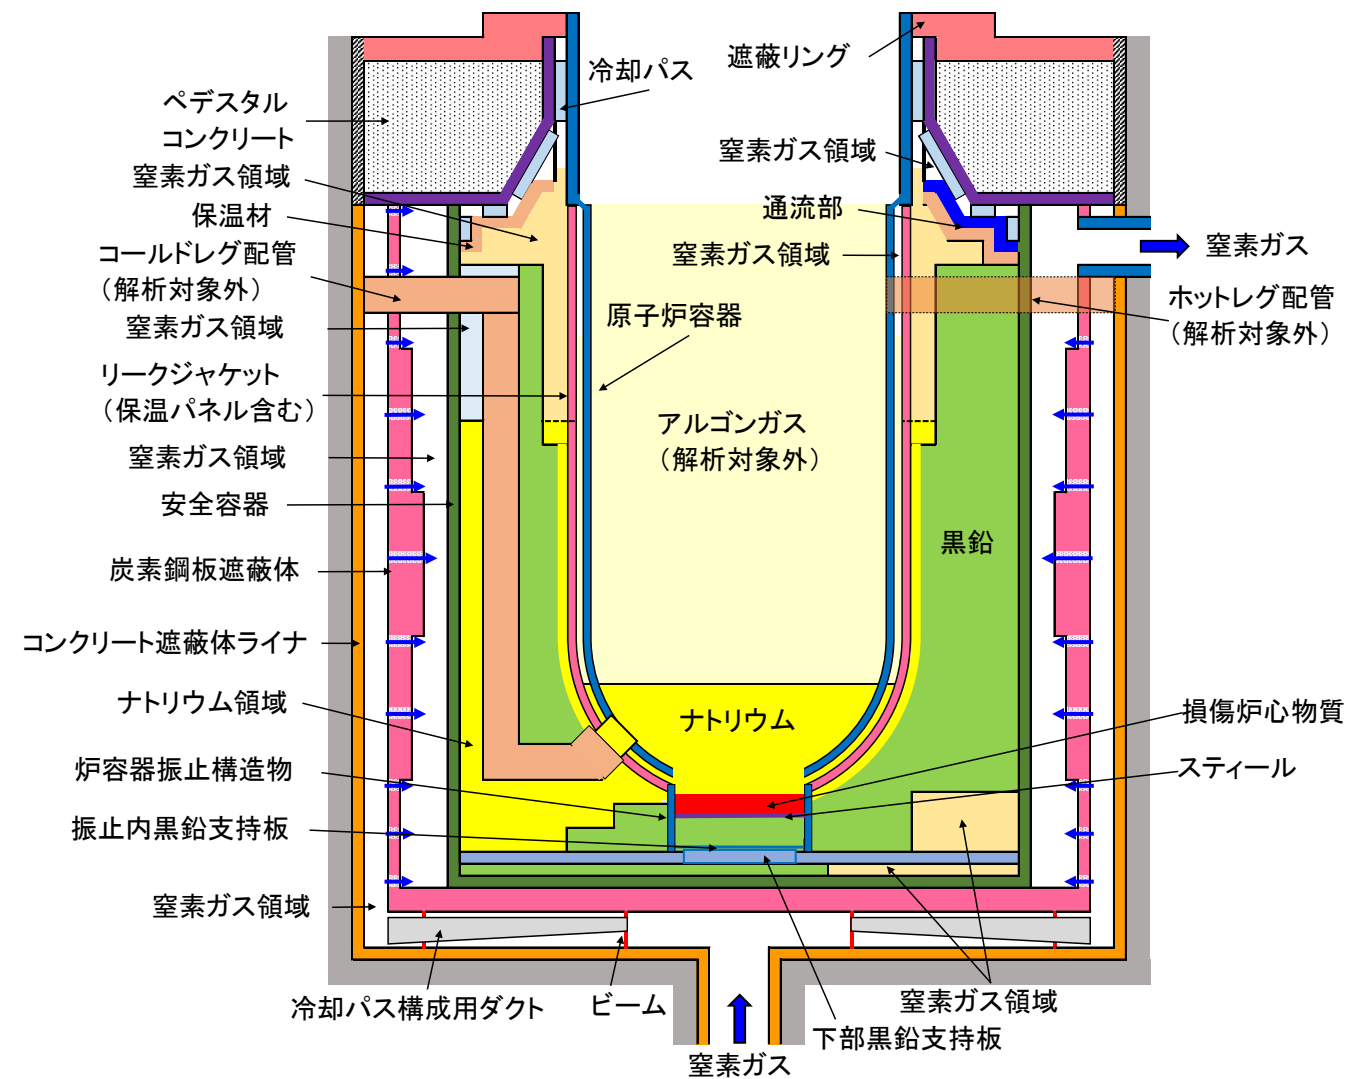 遮蔽リング
冷却パス
ペデスタル
コンクリート
窒素ガス領域
窒素ガス領域
保温材
通流部
コールドレグ配管
（解析対象外）
窒素ガス領域
窒素ガス
ホットレグ配管
（解析対象外）
窒素ガス領域
原子炉容器
リークジャケット
（保温パネル含む）
アルゴンガス
（解析対象外）
窒素ガス領域
安全容器
黒鉛
炭素鋼板遮蔽体
コンクリート遮蔽体ライナ
ナトリウム領域
ナトリウム
損傷炉心物質
炉容器振止構造物
スティール
振止内黒鉛支持板
窒素ガス領域
冷却パス構成用ダクト
ビーム
窒素ガス領域
下部黒鉛支持板
窒素ガス